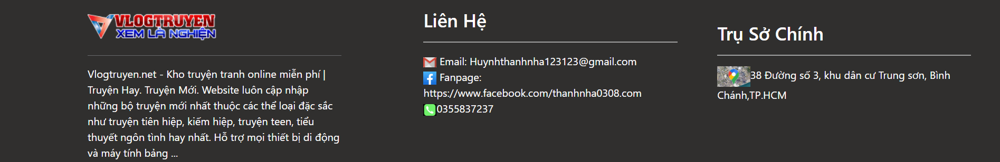 VLOGTRUYEN
XEM LÀ NGHIỆN
Vlogtruyen.net - Kho truyện tranh online miễn phí |
Truyện Hay. Truyện Mới. Website luôn cập nhập
những bộ truyện mới nhất thuộc các thể loại đặc sắc
như truyện tiên hiệp, kiếm hiệp, truyện teen, tiểu
thuyết ngôn tình hay nhất. Hỗ trợ mọi thiết bị di động
và máy tính bảng ...
Liên Hệ
Email: Huynhthanhnha123123@gmail.com
Fanpage:
https://www.facebook.com/thanhnha0308.com
0355837237
Trụ Sở Chính
38 Đường số 3, khu dân cư Trung sơn, Bình
Chánh,TP.HCM